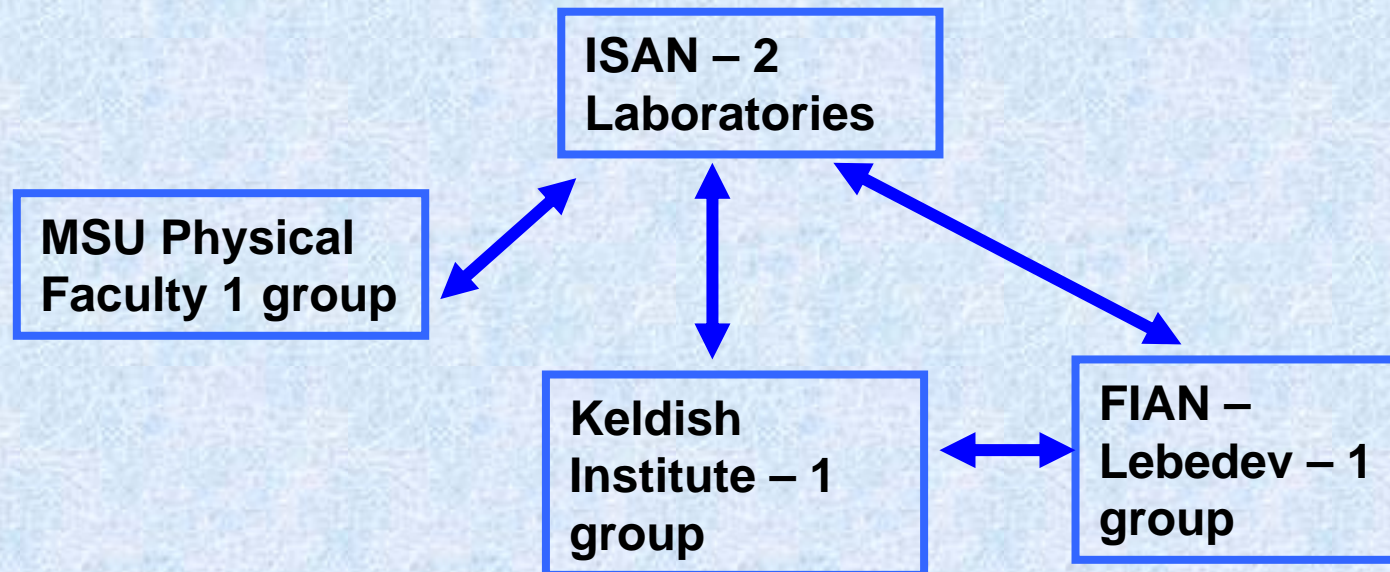 ISAN – 2
Laboratories
MSU Physical
Faculty 1 group
Keldish
Institute – 1
group
FIAN –
Lebedev – 1
group